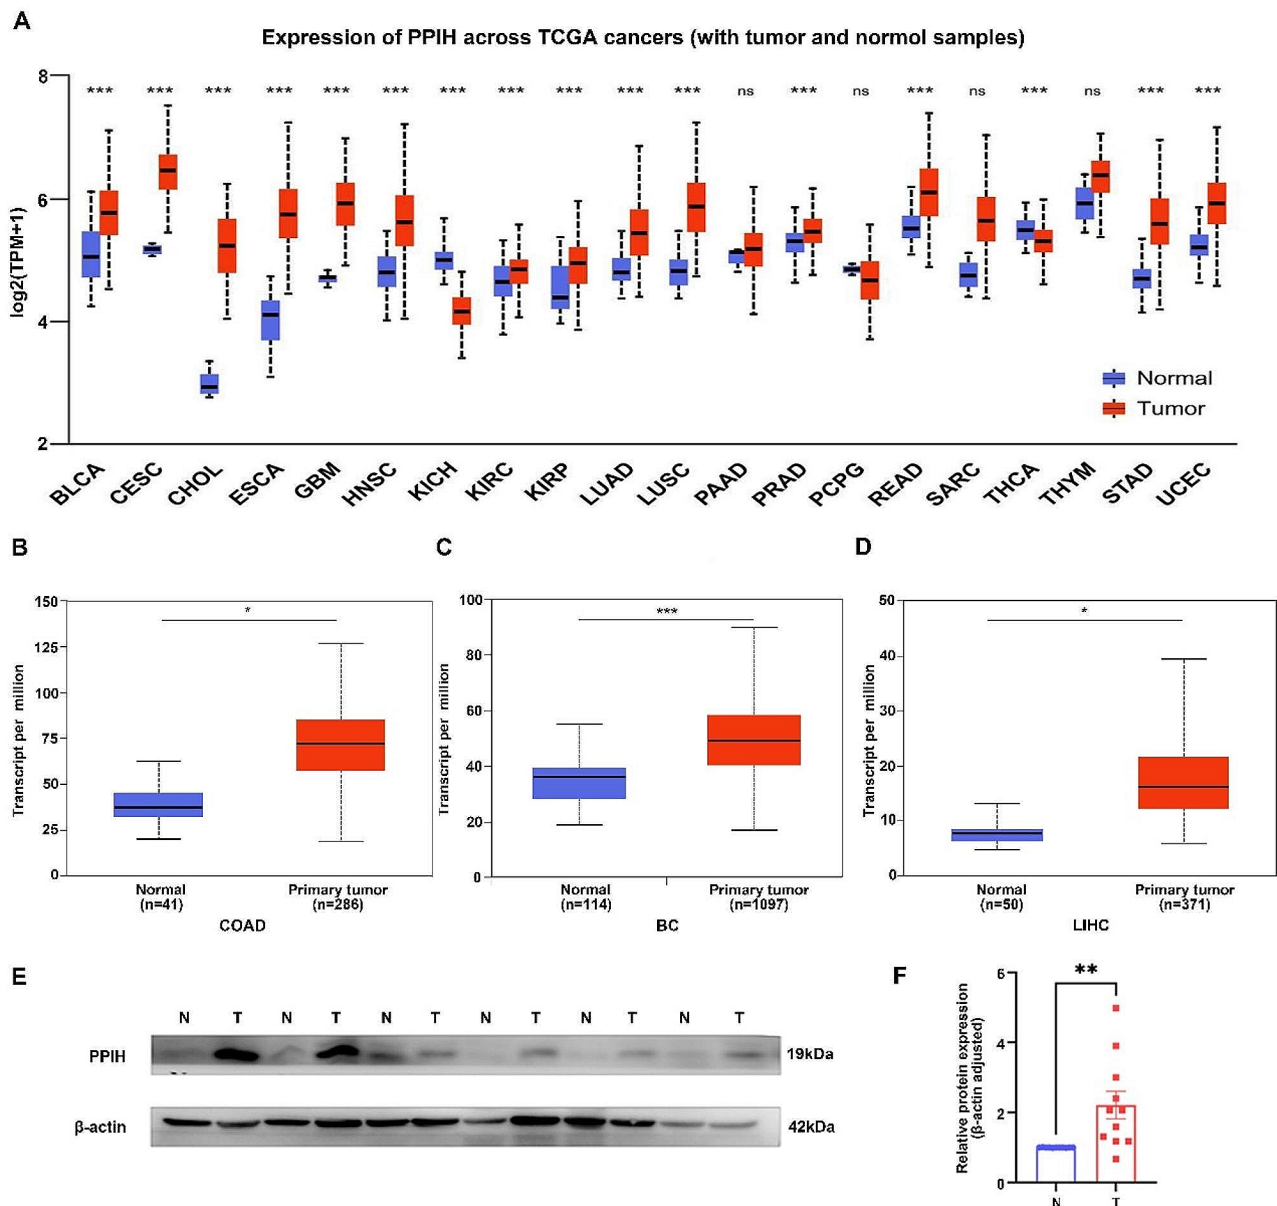 A
Expression of PPIH across TCGA cancers (with tumor and normol samples)
log2(TPM+1)
8
6
4
2
*** *** *** *** *** *** *** *** *** *** *** ns *** ns *** ns *** ns *** ***
Normal
Tumor
BLCA CESC CHOL ESCA GBM HNSC KICH KIRC KIRP LUAD LUSC PAAD PRAD PCPG READ SARC THCA THYM STAD UCEC
B
Transcript per million
150
125
100
75
50
25
0
*
Normal
(n=41)
Primary tumor
(n=286)
COAD
C
Transcript per million
100
80
60
40
20
0
***
Normal
(n=114)
Primary tumor
(n=1097)
BC
D
Transcript per million
50
40
30
20
10
0
*
Normal
(n=50)
Primary tumor
(n=371)
LIHC
E
N T N T N T N T N T N T
PPIH
19kDa
β-actin
42kDa
F
Relative protein expression
(β-actin adjusted)
6
4
2
0
**
N T